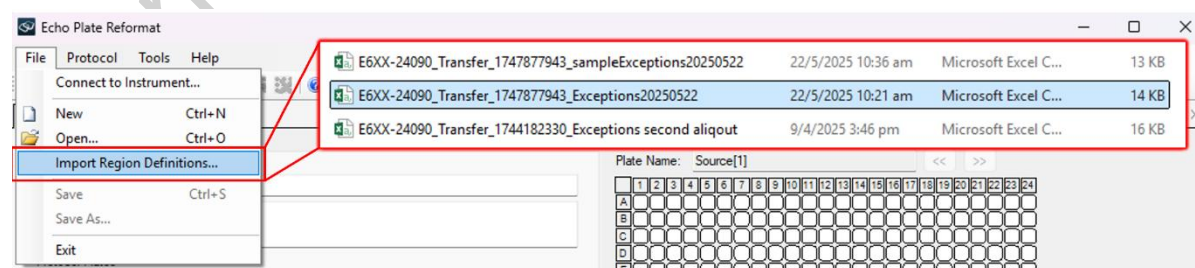 Echo Plate Reformat
File Protocol Tools Help
Connect to Instrument...
New Ctrl+N
Open... Ctrl+O
Import Region Definitions...
Save Ctrl+S
Save As...
Exit
E6XX-24090_Transfer_1747877943_sampleExceptions20250522 22/5/2025 10:36 am Microsoft Excel C... 13 KB
E6XX-24090_Transfer_1747877943_Exceptions20250522 22/5/2025 10:21 am Microsoft Excel C... 14 KB
E6XX-24090_Transfer_1744182330_Exceptions second aliqout 9/4/2025 3:46 pm Microsoft Excel C... 16 KB
Plate Name: Source[1] << >>
1 2 3 4 5 6 7 8 9 10 11 12 13 14 15 16 17 18 19 20 21 22 23 24
A
B
C
D